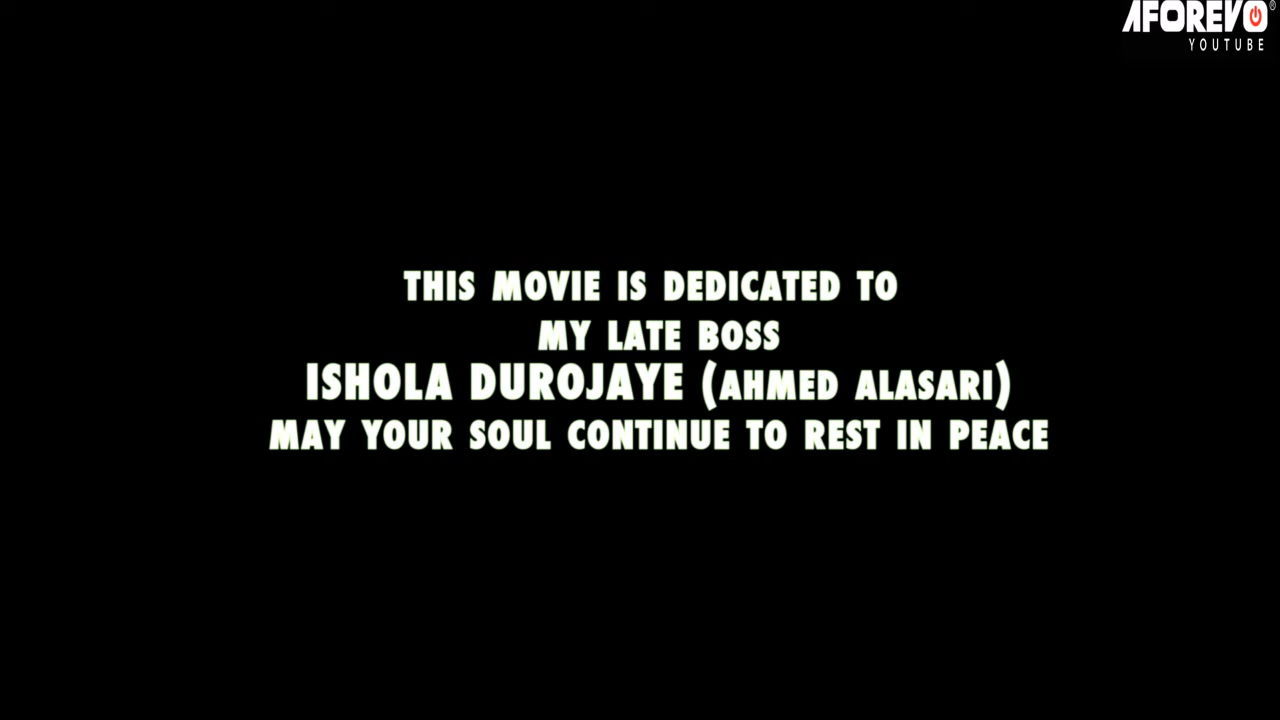 AFOREVO®
YOUTUBE
THIS MOVIE IS DEDICATED TO
MY LATE BOSS
ISHOLA DUROJAYE (AHMED ALASARI)
MAY YOUR SOUL CONTINUE TO REST IN PEACE